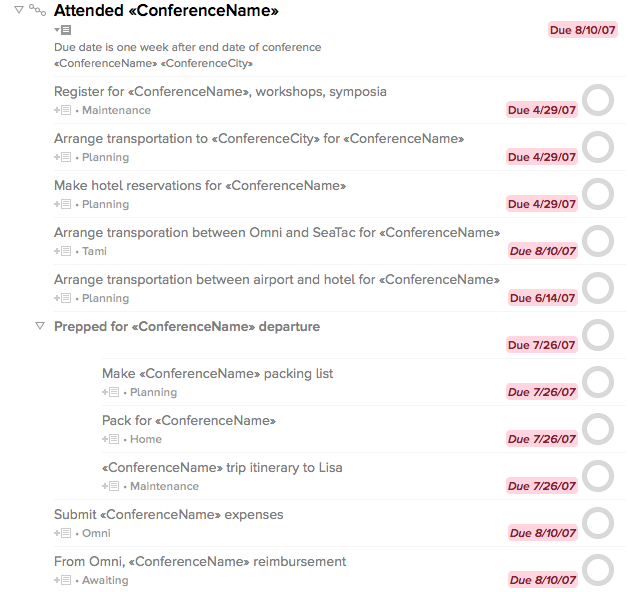 Attended «ConferenceName»
Due 8/10/07
Due date is one week after end date of conference
«ConferenceName» «ConferenceCity»
Register for «ConferenceName», workshops, symposia
• Maintenance Due 4/29/07
Arrange transportation to «ConferenceCity» for «ConferenceName»
• Planning Due 4/29/07
Make hotel reservations for «ConferenceName»
• Planning Due 4/29/07
Arrange transporation between Omni and SeaTac for «ConferenceName»
• Tami Due 8/10/07
Arrange transportation between airport and hotel for «ConferenceName»
• Planning Due 6/14/07
Prepped for «ConferenceName» departure
Due 7/26/07
Make «ConferenceName» packing list
• Planning Due 7/26/07
Pack for «ConferenceName»
• Home Due 7/26/07
«ConferenceName» trip itinerary to Lisa
• Maintenance Due 7/26/07
Submit «ConferenceName» expenses
• Omni Due 8/10/07
From Omni, «ConferenceName» reimbursement
• Awaiting Due 8/10/07